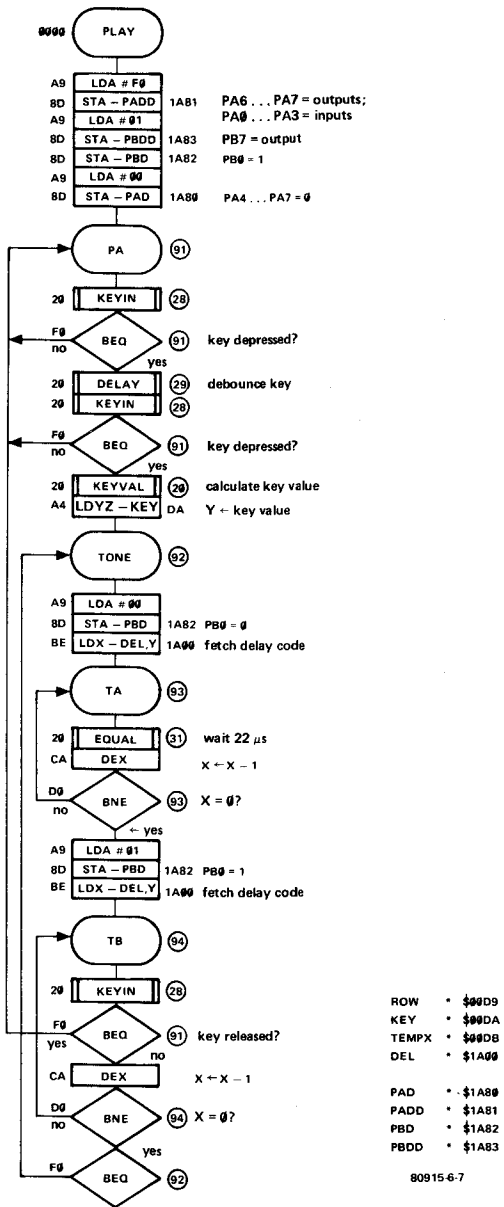 0000 PLAY
A9 LDA # F0
8D STA – PADD 1A81 PA6 . . . PA7 = outputs;
A9 LDA # 01 PA0 . . . PA3 = inputs
8D STA – PBDD 1A83 PB7 = output
8D STA – PBD 1A82 PB0 = 1
A9 LDA # 00
8D STA – PAD 1A80 PA4 . . . PA7 = 0
PA 91
20 KEYIN 28
F0 BEQ 91 key depressed?
no
yes
20 DELAY 29 debounce key
20 KEYIN 28
F0 BEQ 91 key depressed?
no
yes
20 KEYVAL 20 calculate key value
A4 LDYZ – KEY DA Y ← key value
TONE 92
A9 LDA # 00
8D STA – PBD 1A82 PB0 = 0
BE LDX – DEL,Y 1A00 fetch delay code
TA 93
20 EQUAL 31 wait 22 μs
CA DEX X ← X – 1
D0 BNE 93 X = 0?
no
← yes
A9 LDA # 01
8D STA – PBD 1A82 PB0 = 1
BE LDX – DEL,Y 1A00 fetch delay code
TB 94
20 KEYIN 28
F0 BEQ 91 key released?
yes
no
CA DEX X ← X – 1
D0 BNE 94 X = 0?
no
yes
F0 BEQ 92
ROW * $00D9
KEY * $00DA
TEMPX * $00DB
DEL * $1A00
PAD * $1A80
PADD * $1A81
PBD * $1A82
PBDD * $1A83
80915-6-7